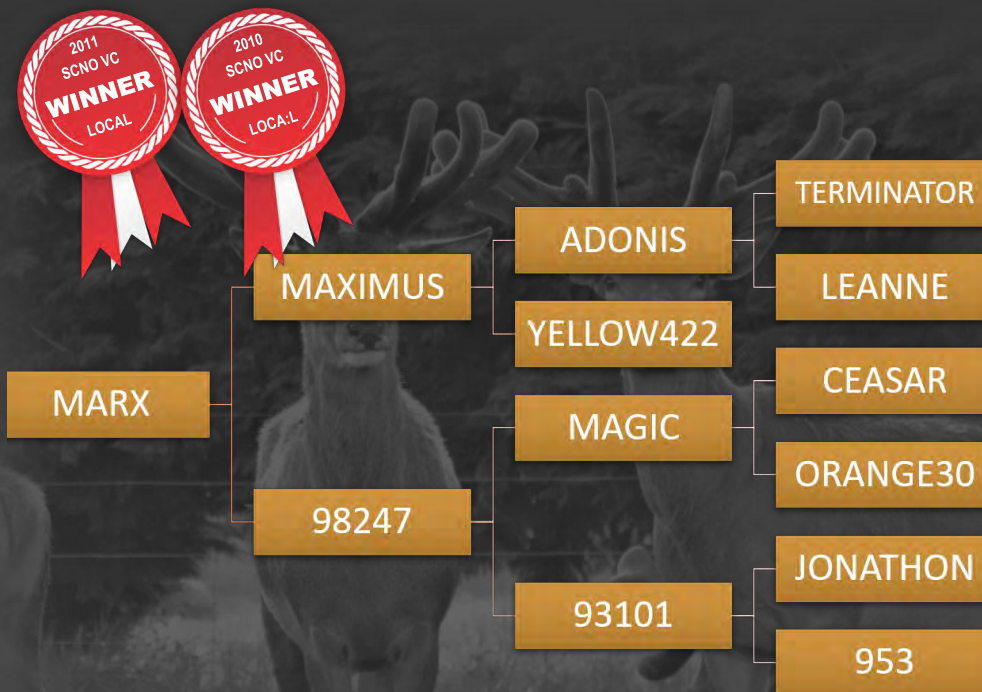 2011
SCNO VC
WINNER
LOCAL
2010
SCNO VC
WINNER
LOCA:L
TERMINATOR
ADONIS
LEANNE
MAXIMUS
YELLOW422
CEASAR
MARX
MAGIC
ORANGE30
98247
JONATHON
93101
953